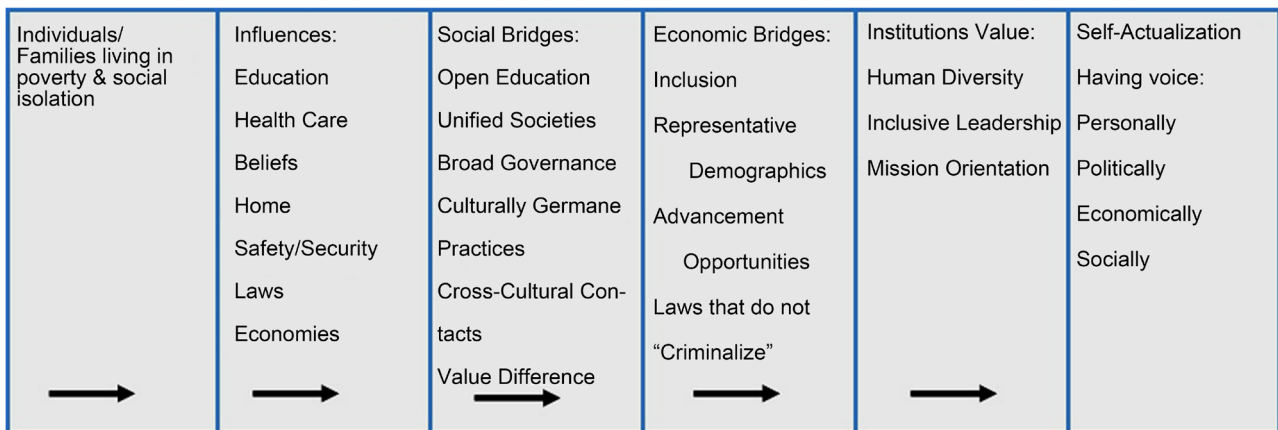 Individuals/
Families living in
poverty & social
isolation
Influences:
Education
Health Care
Beliefs
Home
Safety/Security
Laws
Economies
Social Bridges:
Open Education
Unified Societies
Broad Governance
Culturally Germane
Practices
Cross-Cultural Con-
tacts
Value Difference
Economic Bridges:
Inclusion
Representative
Demographics
Advancement
Opportunities
Laws that do not
“Criminalize”
Institutions Value:
Human Diversity
Inclusive Leadership
Mission Orientation
Self-Actualization
Having voice:
Personally
Politically
Economically
Socially